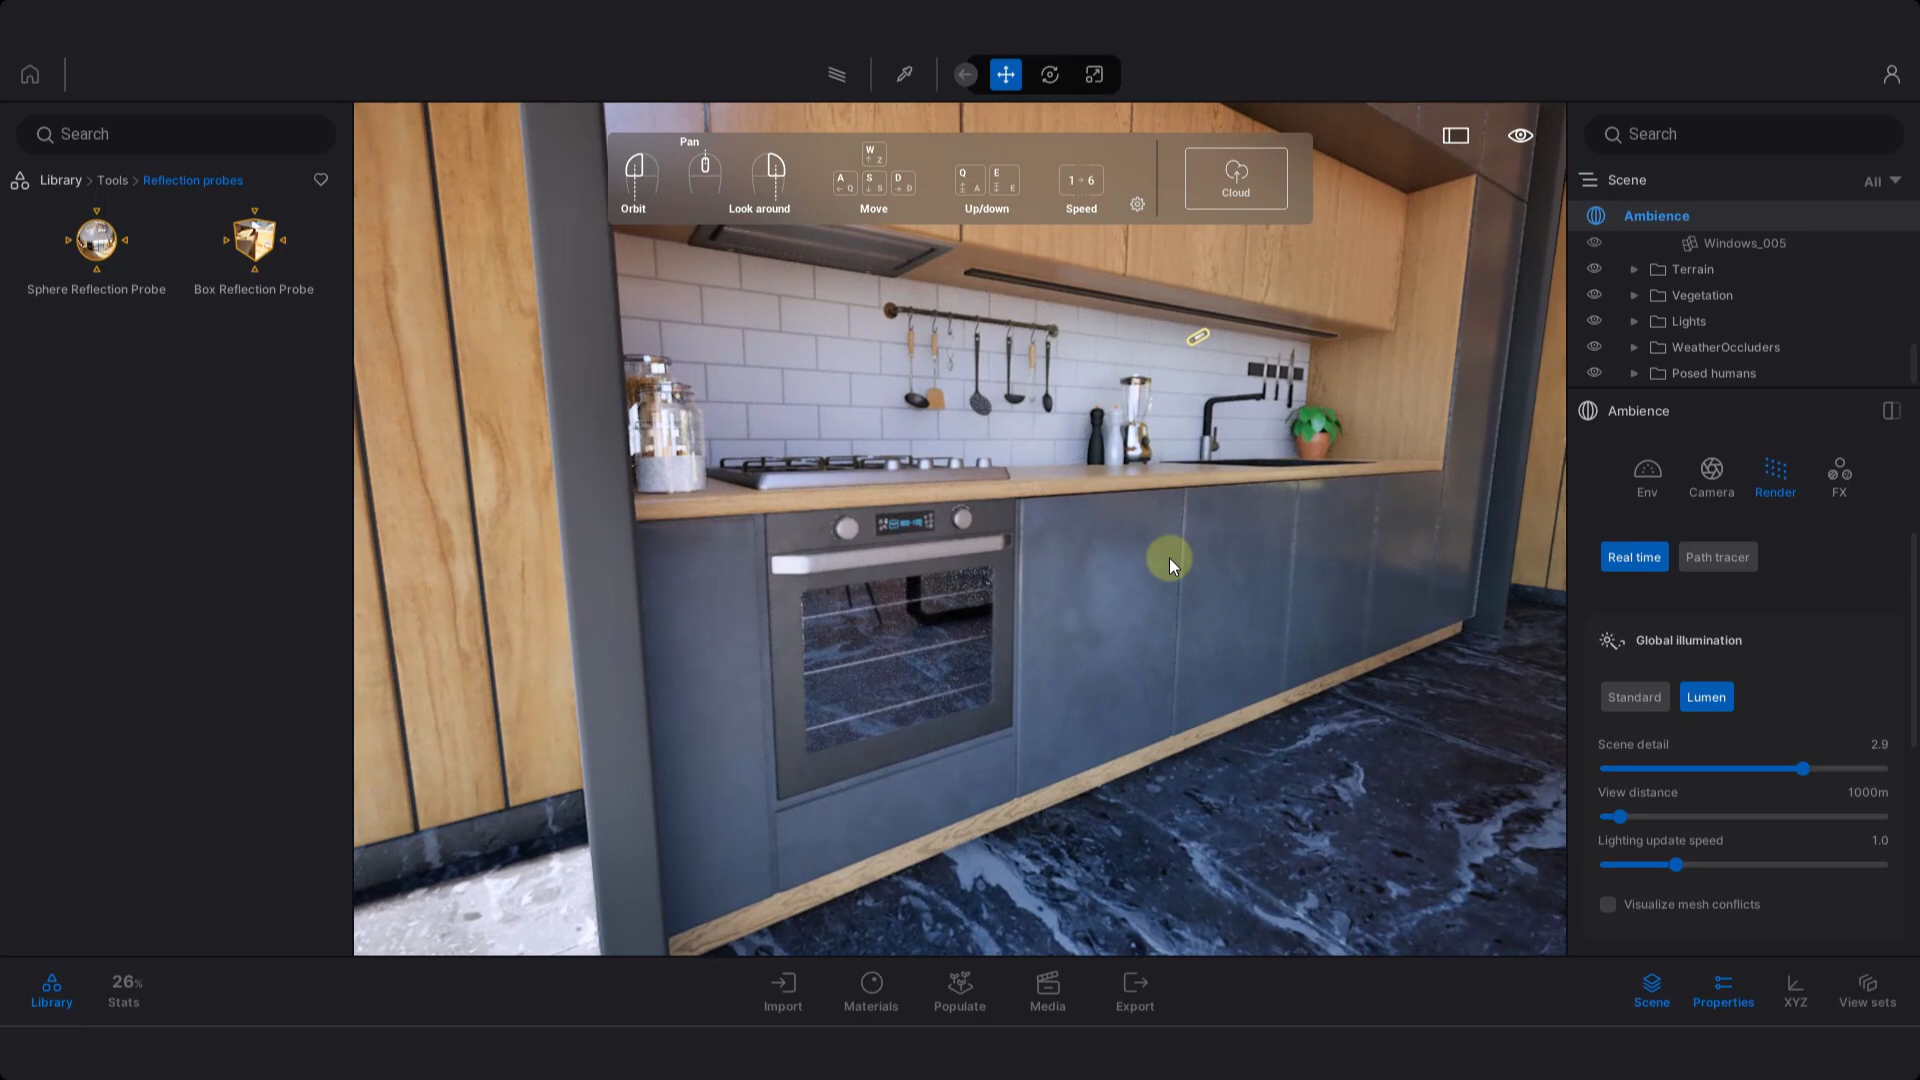 Search
Library > Tools > Reflection probes
Sphere Reflection Probe
Box Reflection Probe
Pan
Orbit
Look around
W
Z
A
Q
S
S
D
D
Move
Q
A
E
E
Up/down
1 - 6
Speed
Cloud
Search
Scene
All
Ambience
Windows_005
Terrain
Vegetation
Lights
WeatherOccluders
Posed humans
Ambience
Env
Camera
Render
FX
Real time
Path tracer
Global illumination
Standard
Lumen
Scene detail
2.9
View distance
1000m
Lighting update speed
1.0
Visualize mesh conflicts
Library
26%
Stats
Import
Materials
Populate
Media
Export
Scene
Properties
XYZ
View sets